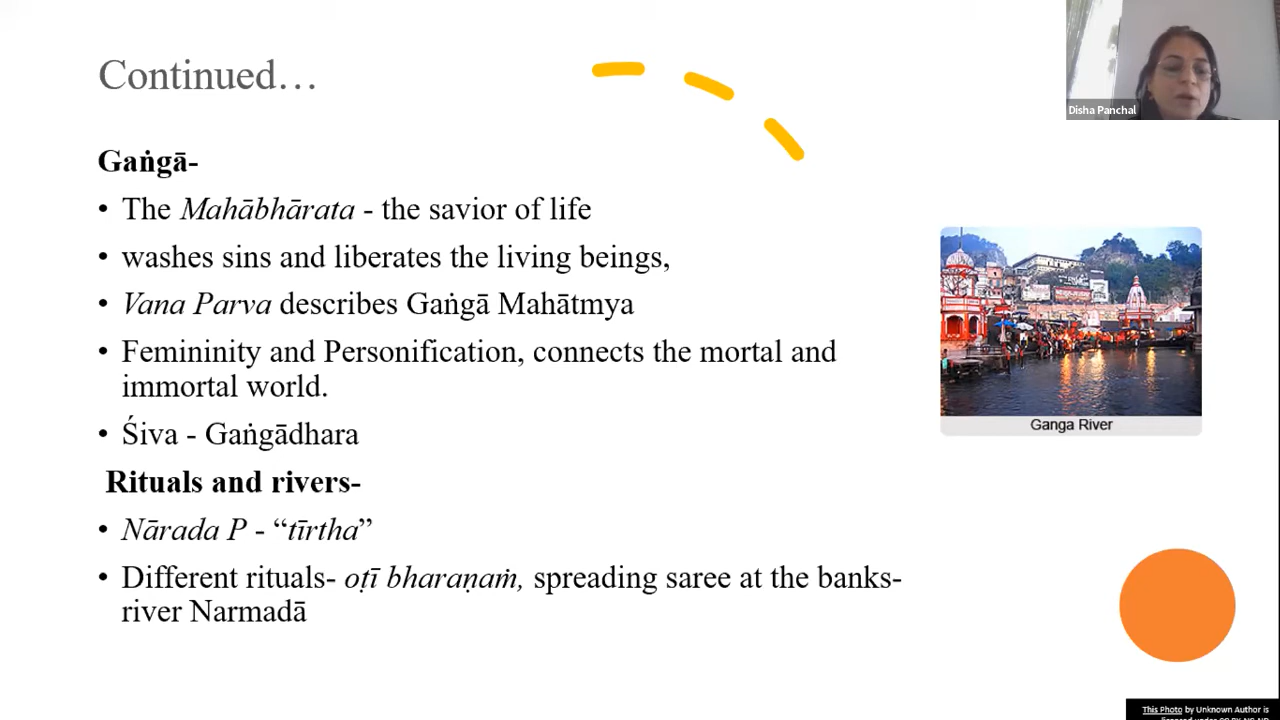 Continued…
Disha Panchal
Gaṅgā-
• The Mahābhārata - the savior of life
• washes sins and liberates the living beings,
• Vana Parva describes Gaṅgā Mahātmya
• Femininity and Personification, connects the mortal and
immortal world.
• Śiva - Gaṅgādhara
Ganga River
Rituals and rivers-
• Nārada P - “tīrtha”
• Different rituals- oṭī bharaṇaṁ, spreading saree at the banks-
river Narmadā
This Photo by Unknown Author is